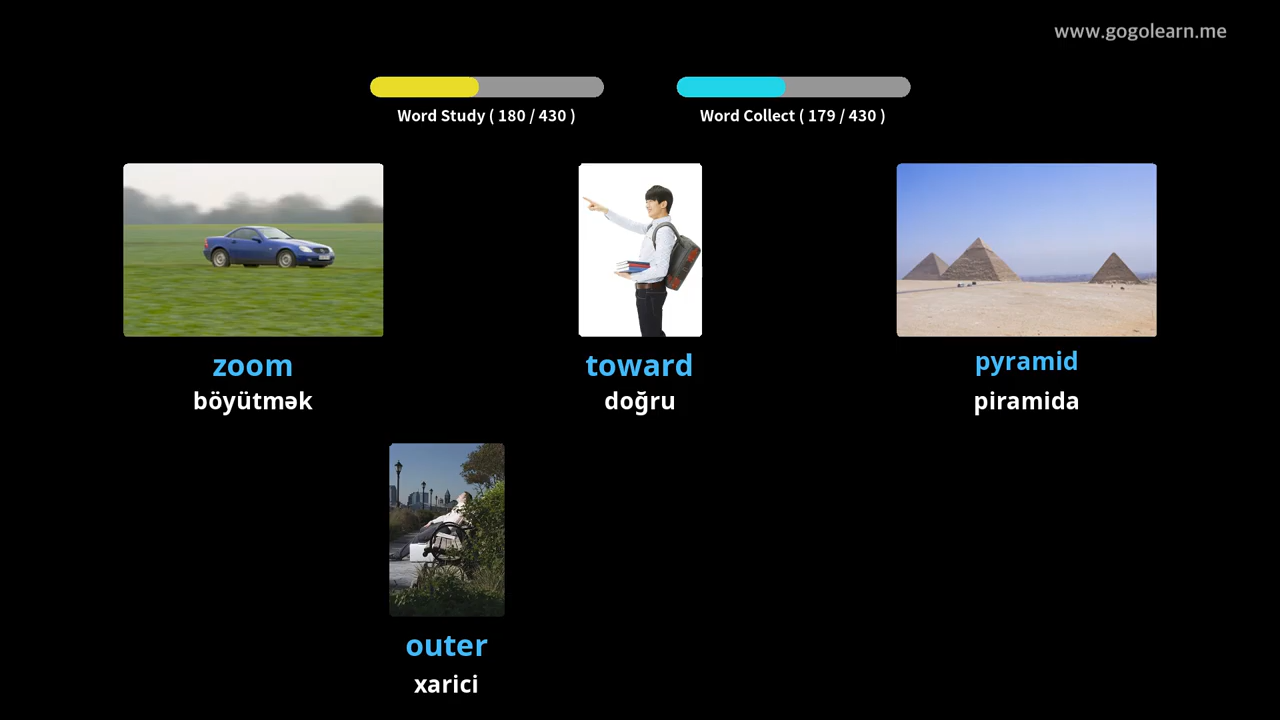 www.gogolearn.me
Word Study ( 180 / 430 )
Word Collect ( 179 / 430 )
zoom
böyütmək
toward
doğru
pyramid
piramida
outer
xarici